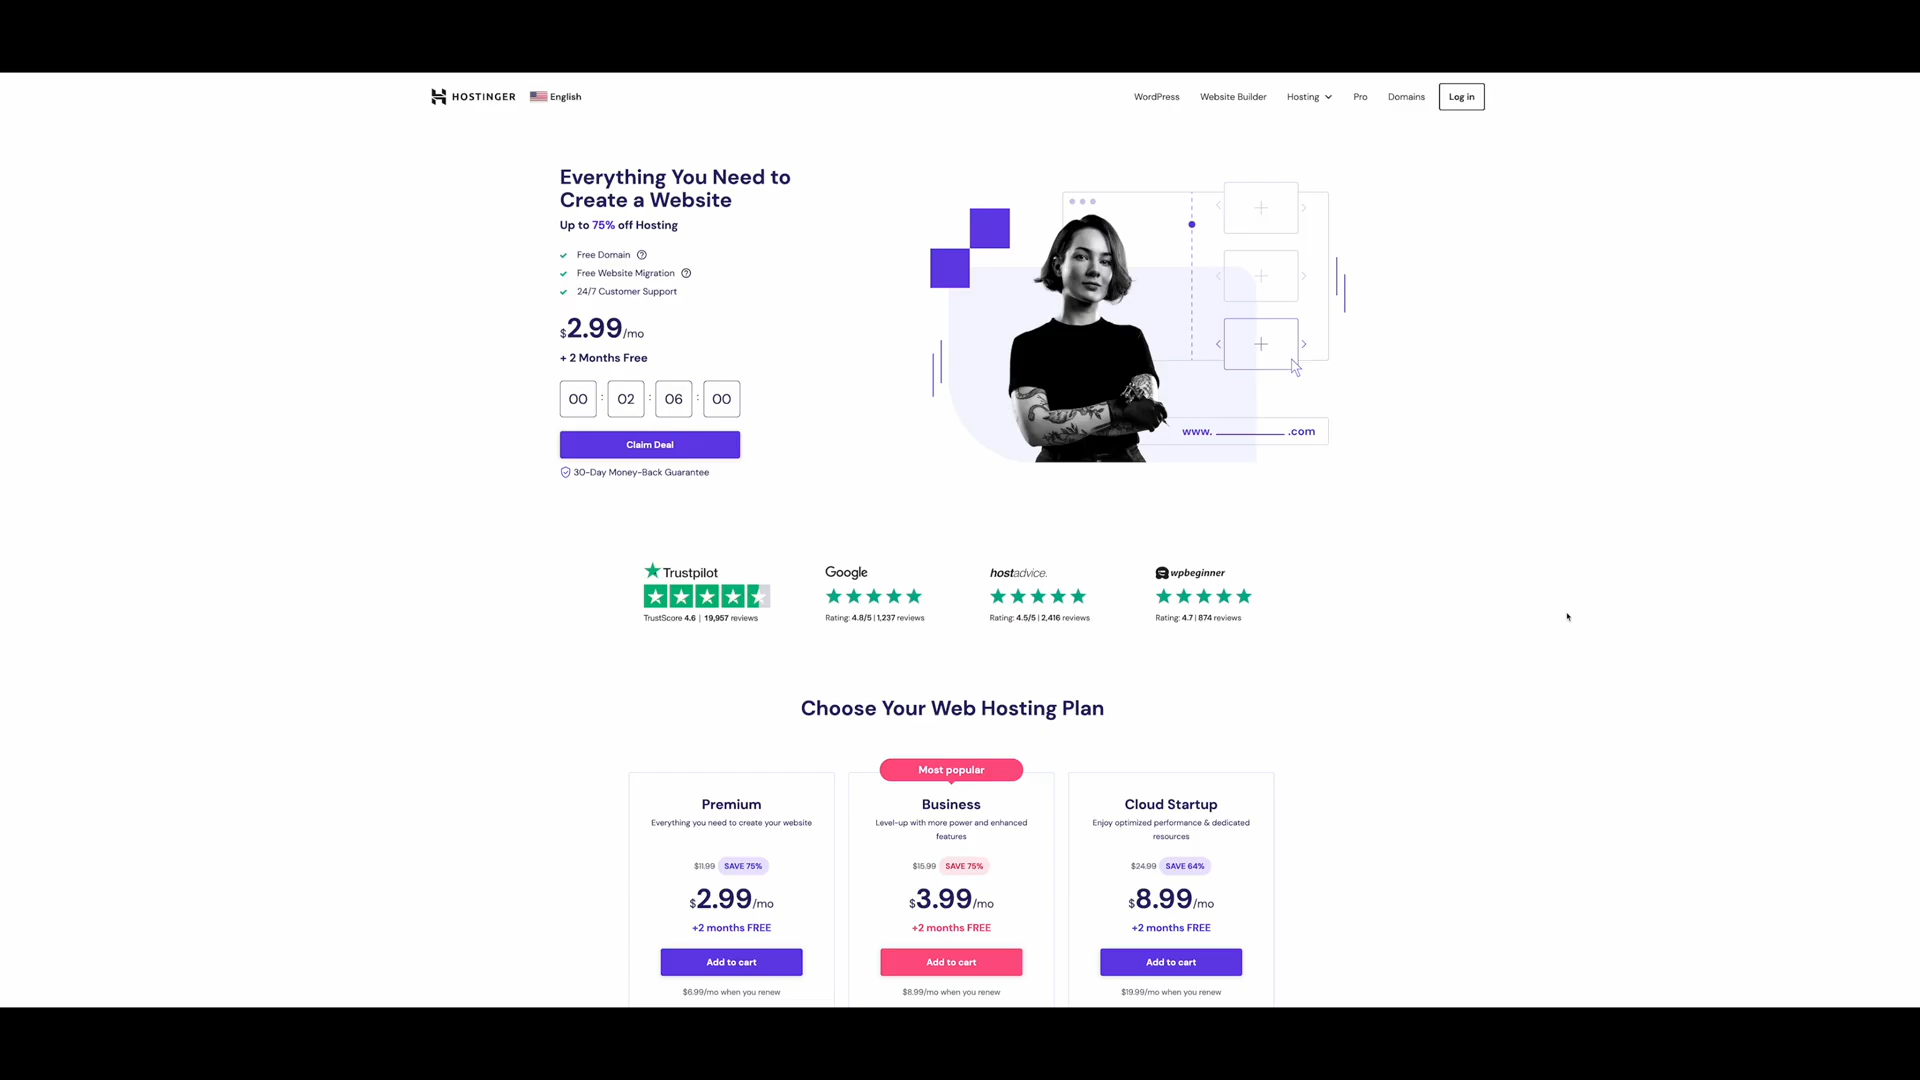 HOSTINGER
English
WordPress
Website Builder
Hosting
Pro
Domains
Log in
Everything You Need to
Create a Website
Up to 75% off Hosting
Free Domain
Free Website Migration
24/7 Customer Support
$2.99/mo
+ 2 Months Free
00 : 02 : 06 : 00
Claim Deal
30-Day Money-Back Guarantee
www. ________ .com
Trustpilot
TrustScore 4.6 | 19,957 reviews
Google
Rating: 4.8/5 | 1,237 reviews
hostadvice.
Rating: 4.5/5 | 2,416 reviews
wpbeginner
Rating: 4.7 | 874 reviews
Choose Your Web Hosting Plan
Premium
Everything you need to create your website
$11.99 SAVE 75%
$2.99/mo
+2 months FREE
Add to cart
$6.99/mo when you renew
Most popular
Business
Level-up with more power and enhanced
features
$15.99 SAVE 75%
$3.99/mo
+2 months FREE
Add to cart
$8.99/mo when you renew
Cloud Startup
Enjoy optimized performance & dedicated
resources
$24.99 SAVE 64%
$8.99/mo
+2 months FREE
Add to cart
$19.99/mo when you renew